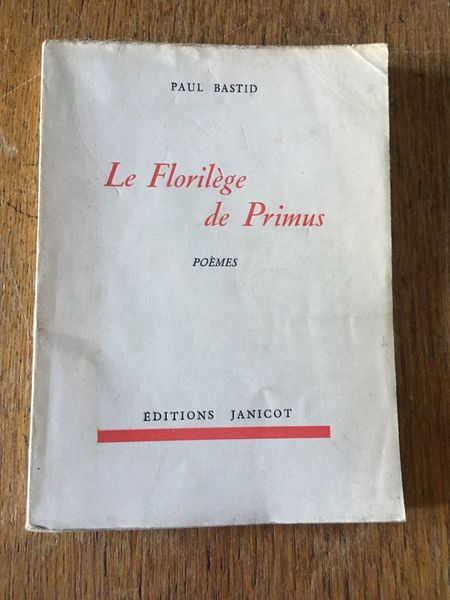 PAUL BASTID
Le Florilège
de Primus
POÈMES
ÉDITIONS JANICOT